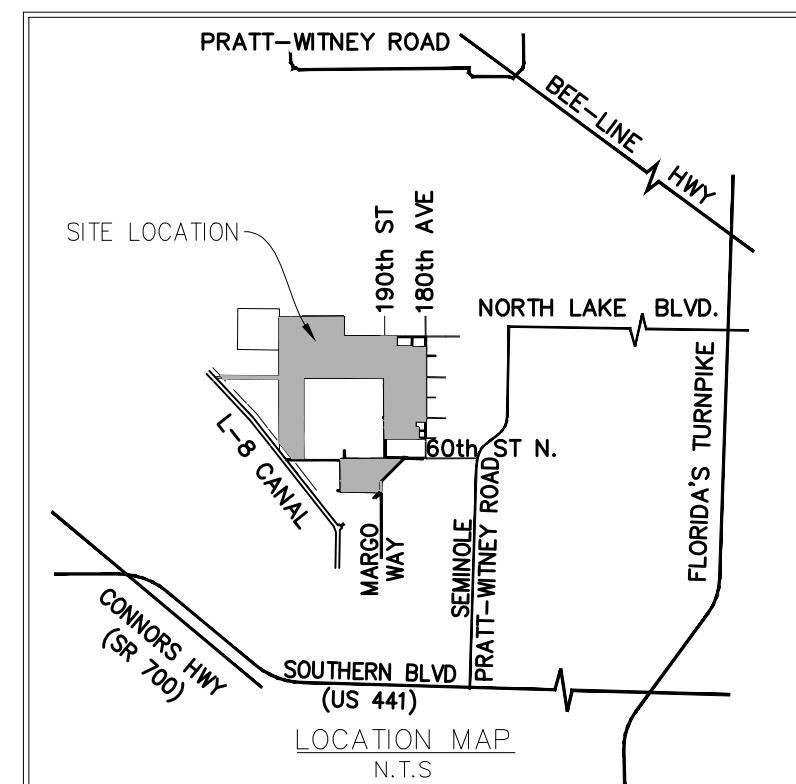 PRATT-WITNEY ROAD
BEE-LINE
HWY
SITE LOCATION
190th ST
180th AVE
NORTH LAKE BLVD.
FLORIDA'S TURNPIKE
L-8 CANAL
60th ST N.
MARGO
WAY
SEMINOLE
PRATT-WITNEY ROAD
CONNORS HWY
(SR 700)
SOUTHERN BLVD
(US 441)
LOCATION MAP
N.T.S